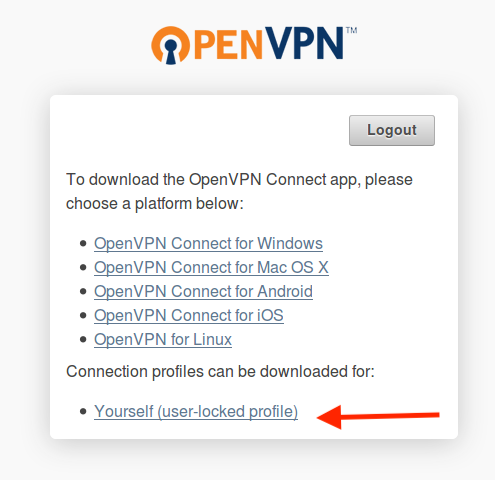 OPENVPN™
Logout
To download the OpenVPN Connect app, please
choose a platform below:
• OpenVPN Connect for Windows
• OpenVPN Connect for Mac OS X
• OpenVPN Connect for Android
• OpenVPN Connect for iOS
• OpenVPN for Linux
Connection profiles can be downloaded for:
• Yourself (user-locked profile)